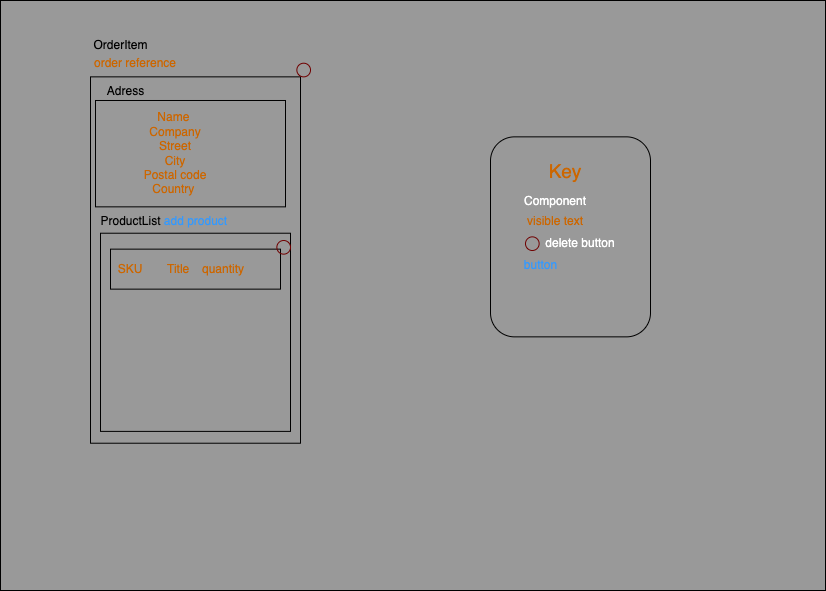 OrderItem
order reference
Adress
Name
Company
Street
City
Postal code
Country
ProductList add product
SKU Title quantity
Key
Component
visible text
delete button
button